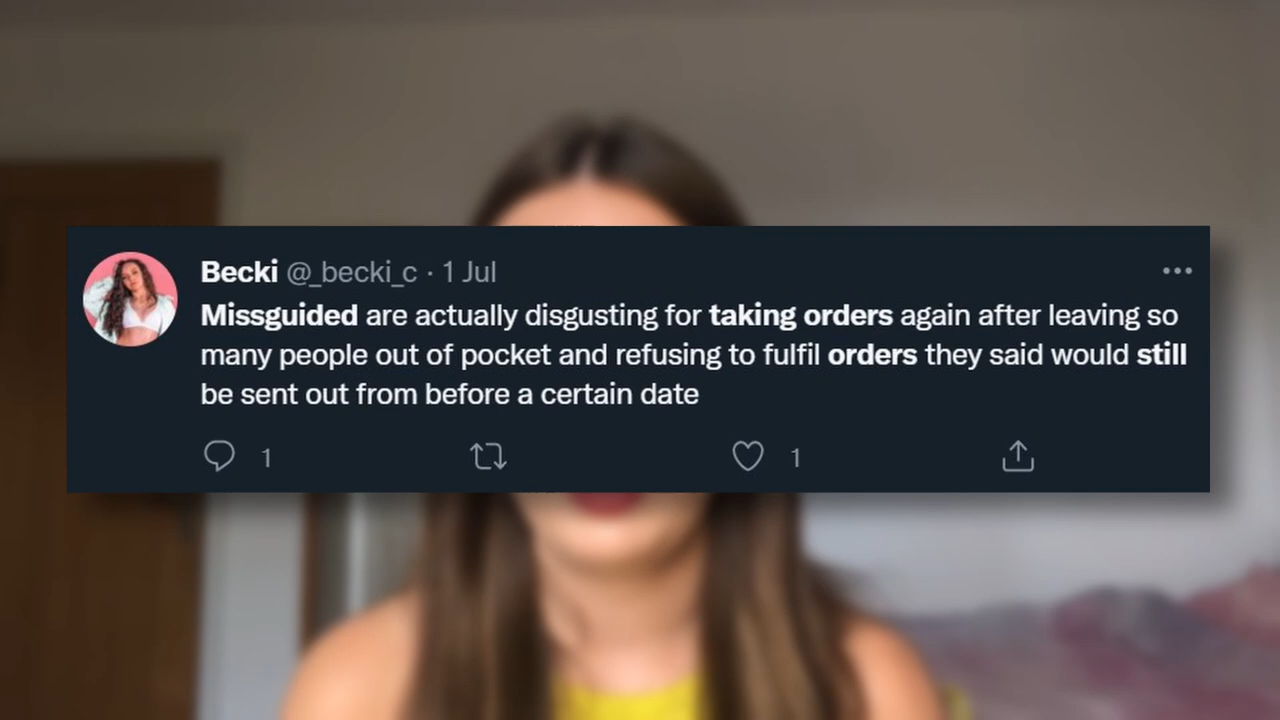 Becki @_becki_c · 1 Jul
Missguided are actually disgusting for taking orders again after leaving so
many people out of pocket and refusing to fulfil orders they said would still
be sent out from before a certain date
1 1